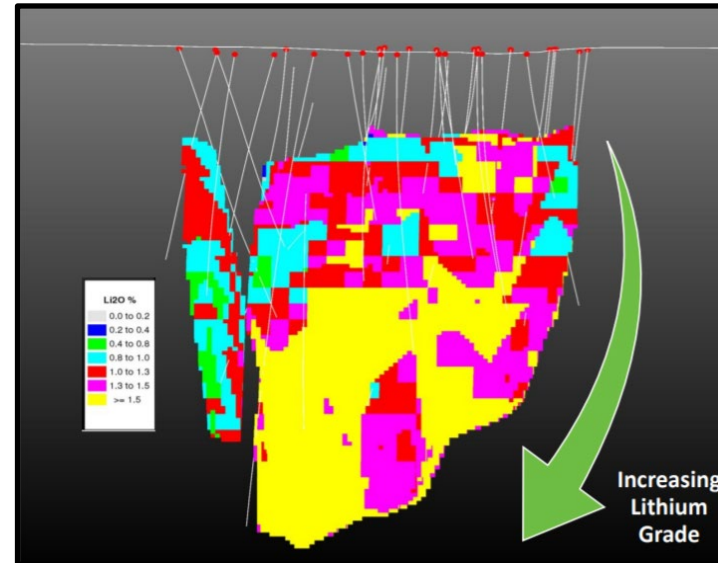 Li2O %
0.0 to 0.2
0.2 to 0.4
0.4 to 0.8
0.8 to 1.0
1.0 to 1.3
1.3 to 1.5
>= 1.5
Increasing
Lithium
Grade